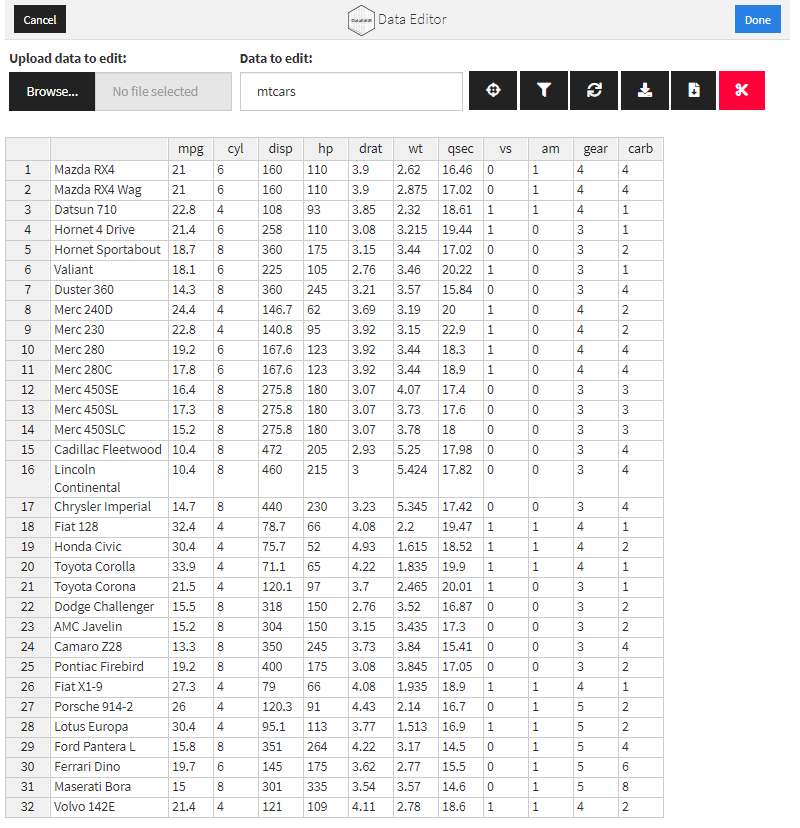 Cancel DataEditR Data Editor Done
Upload data to edit: Data to edit:
Browse... No file selected mtcars
mpg cyl disp hp drat wt qsec vs am gear carb
1 Mazda RX4 21 6 160 110 3.9 2.62 16.46 0 1 4 4
2 Mazda RX4 Wag 21 6 160 110 3.9 2.875 17.02 0 1 4 4
3 Datsun 710 22.8 4 108 93 3.85 2.32 18.61 1 1 4 1
4 Hornet 4 Drive 21.4 6 258 110 3.08 3.215 19.44 1 0 3 1
5 Hornet Sportabout 18.7 8 360 175 3.15 3.44 17.02 0 0 3 2
6 Valiant 18.1 6 225 105 2.76 3.46 20.22 1 0 3 1
7 Duster 360 14.3 8 360 245 3.21 3.57 15.84 0 0 3 4
8 Merc 240D 24.4 4 146.7 62 3.69 3.19 20 1 0 4 2
9 Merc 230 22.8 4 140.8 95 3.92 3.15 22.9 1 0 4 2
10 Merc 280 19.2 6 167.6 123 3.92 3.44 18.3 1 0 4 4
11 Merc 280C 17.8 6 167.6 123 3.92 3.44 18.9 1 0 4 4
12 Merc 450SE 16.4 8 275.8 180 3.07 4.07 17.4 0 0 3 3
13 Merc 450SL 17.3 8 275.8 180 3.07 3.73 17.6 0 0 3 3
14 Merc 450SLC 15.2 8 275.8 180 3.07 3.78 18 0 0 3 3
15 Cadillac Fleetwood 10.4 8 472 205 2.93 5.25 17.98 0 0 3 4
16 Lincoln 10.4 8 460 215 3 5.424 17.82 0 0 3 4
Continental
17 Chrysler Imperial 14.7 8 440 230 3.23 5.345 17.42 0 0 3 4
18 Fiat 128 32.4 4 78.7 66 4.08 2.2 19.47 1 1 4 1
19 Honda Civic 30.4 4 75.7 52 4.93 1.615 18.52 1 1 4 2
20 Toyota Corolla 33.9 4 71.1 65 4.22 1.835 19.9 1 1 4 1
21 Toyota Corona 21.5 4 120.1 97 3.7 2.465 20.01 1 0 3 1
22 Dodge Challenger 15.5 8 318 150 2.76 3.52 16.87 0 0 3 2
23 AMC Javelin 15.2 8 304 150 3.15 3.435 17.3 0 0 3 2
24 Camaro Z28 13.3 8 350 245 3.73 3.84 15.41 0 0 3 4
25 Pontiac Firebird 19.2 8 400 175 3.08 3.845 17.05 0 0 3 2
26 Fiat X1-9 27.3 4 79 66 4.08 1.935 18.9 1 1 4 1
27 Porsche 914-2 26 4 120.3 91 4.43 2.14 16.7 0 1 5 2
28 Lotus Europa 30.4 4 95.1 113 3.77 1.513 16.9 1 1 5 2
29 Ford Pantera L 15.8 8 351 264 4.22 3.17 14.5 0 1 5 4
30 Ferrari Dino 19.7 6 145 175 3.62 2.77 15.5 0 1 5 6
31 Maserati Bora 15 8 301 335 3.54 3.57 14.6 0 1 5 8
32 Volvo 142E 21.4 4 121 109 4.11 2.78 18.6 1 1 4 2